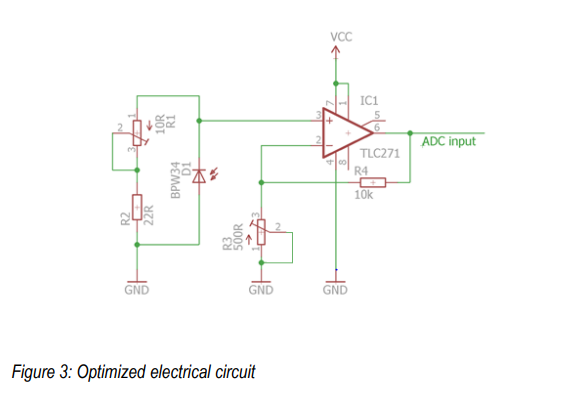 VCC
IC1
7
1
3
+
2
-
5
6
+
4
8
TLC271
ADC input
R4
10k
1
2
3
10R
R1
BPW34
D1
R2
22R
R3
500R
3
2
1
GND
GND
GND
Figure 3: Optimized electrical circuit